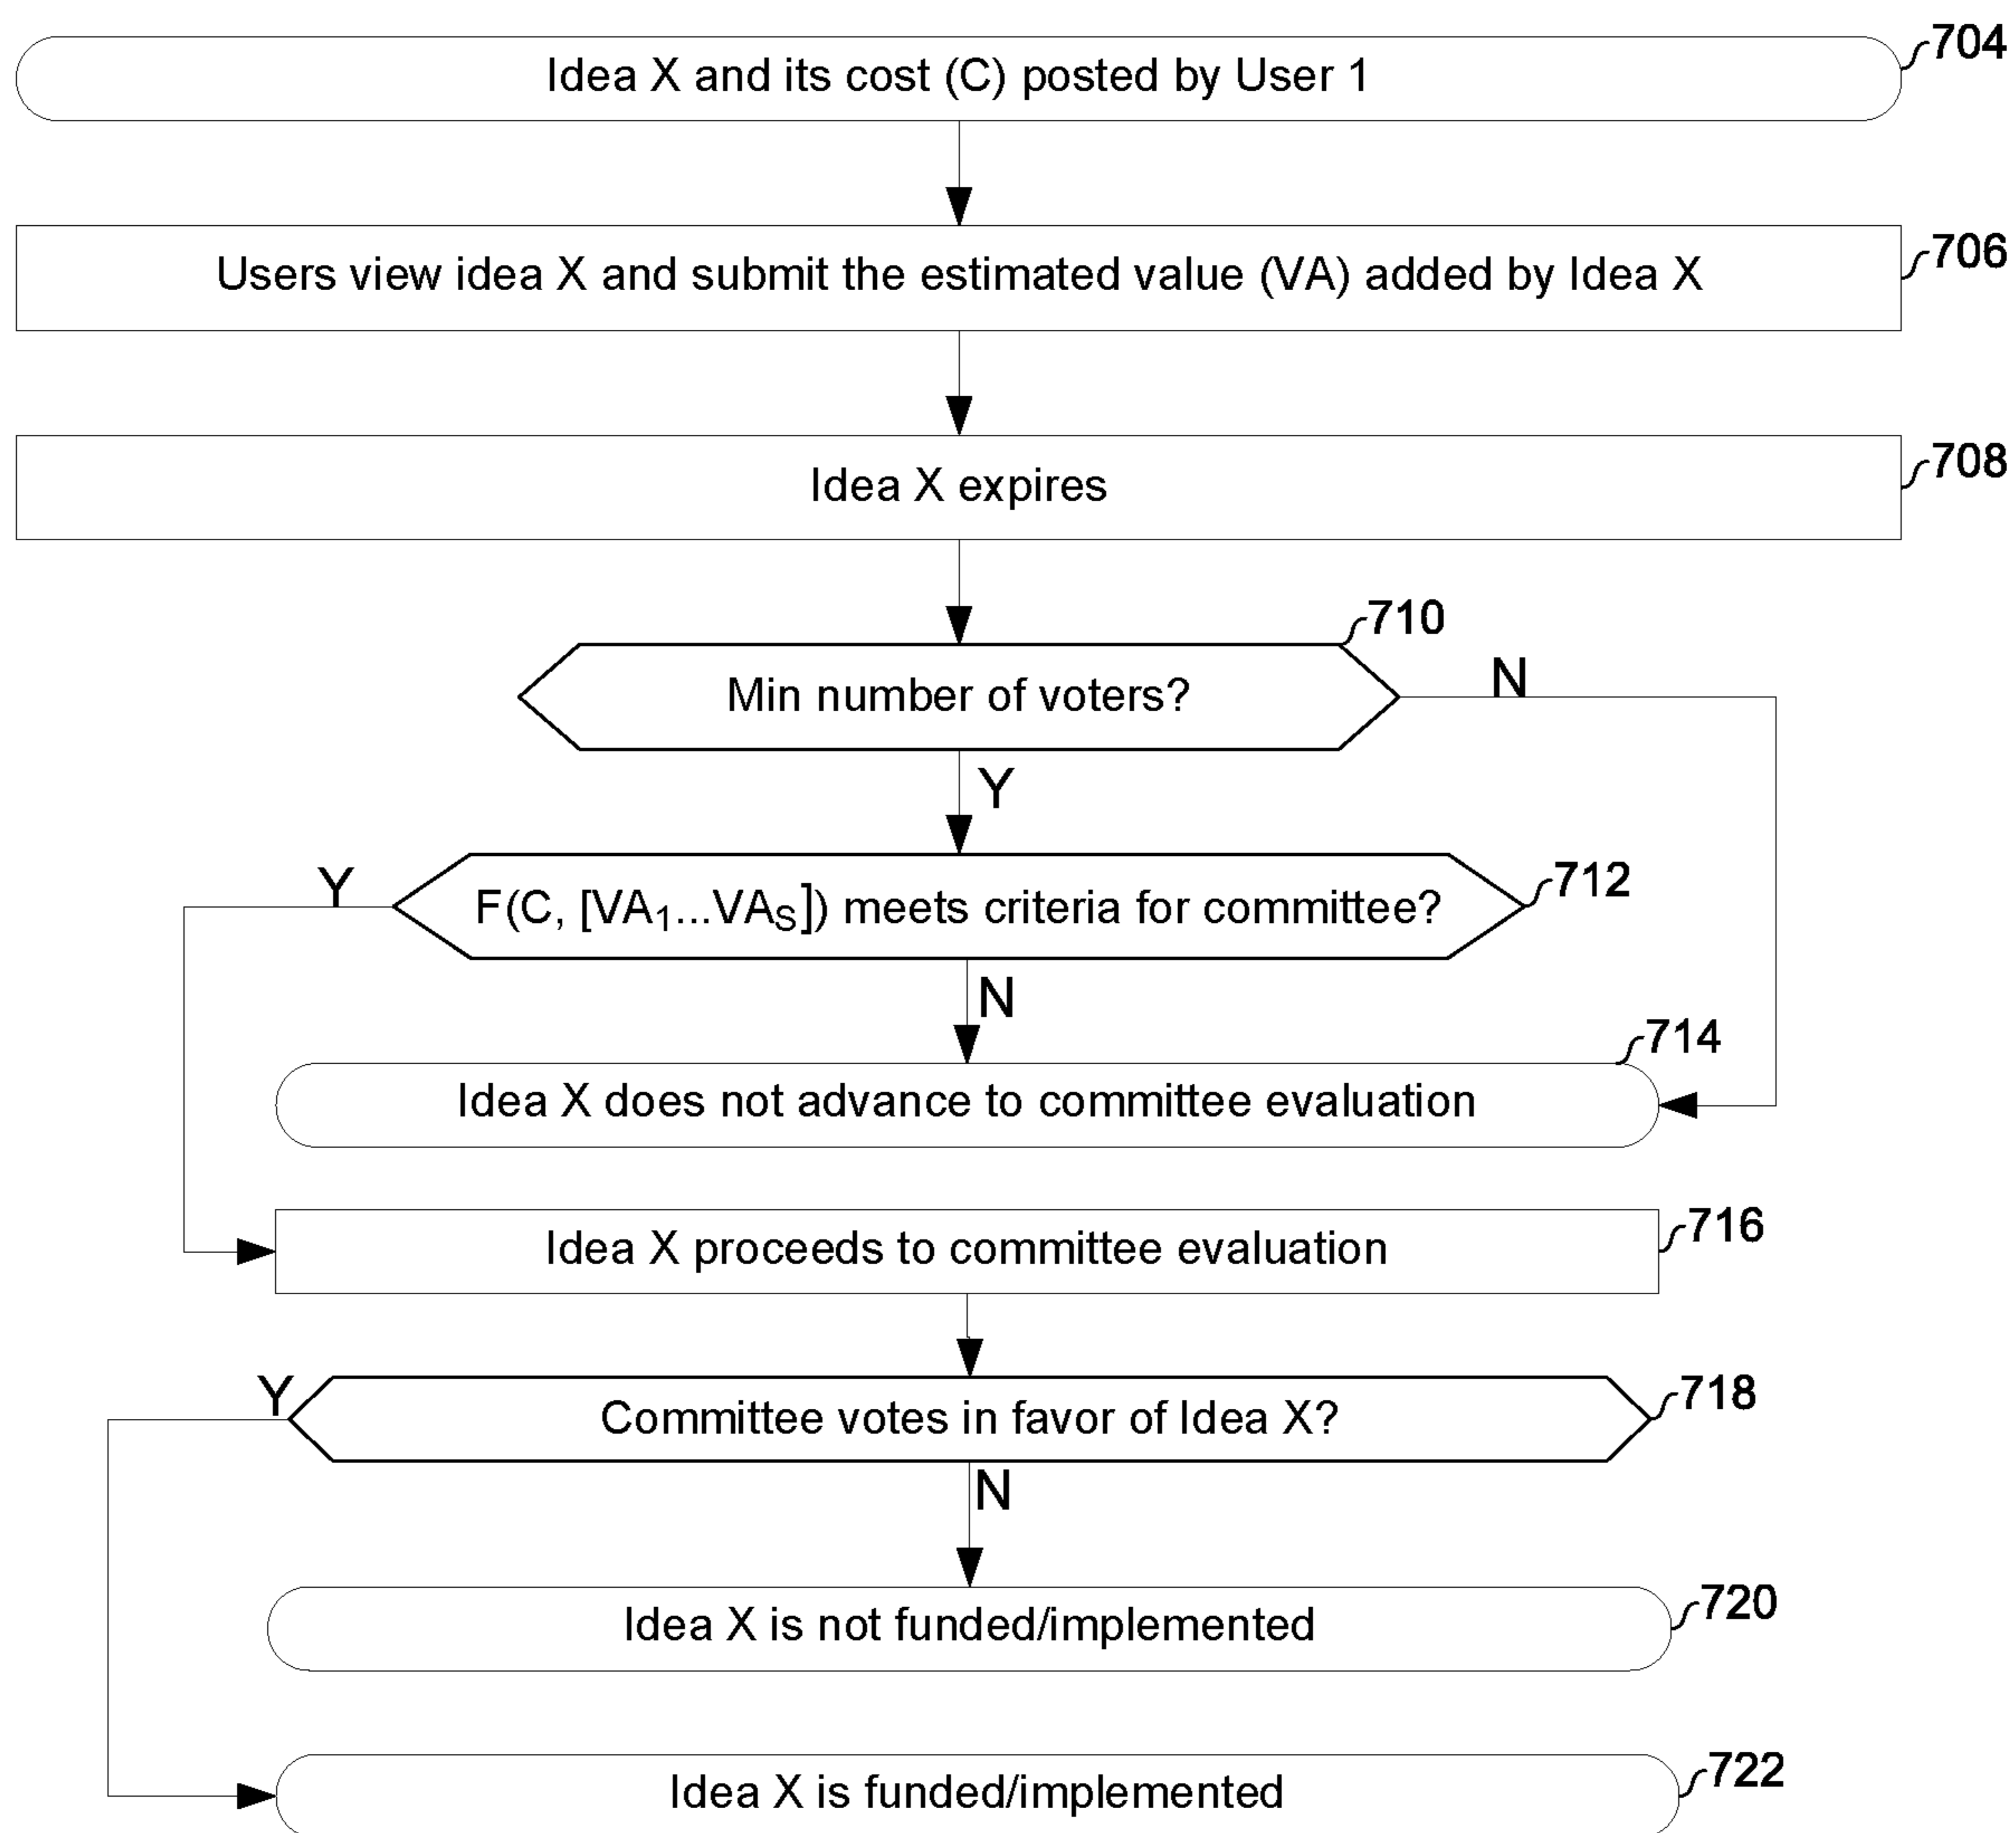 704
Idea X and its cost (C) posted by User 1
706
Users view idea X and submit the estimated value (VA) added by Idea X
708
Idea X expires
710
Min number of voters?
N
Y
712
Y
F(C, [VA₁...VAₛ]) meets criteria for committee?
N
714
Idea X does not advance to committee evaluation
716
Idea X proceeds to committee evaluation
718
Y
Committee votes in favor of Idea X?
N
720
Idea X is not funded/implemented
722
Idea X is funded/implemented